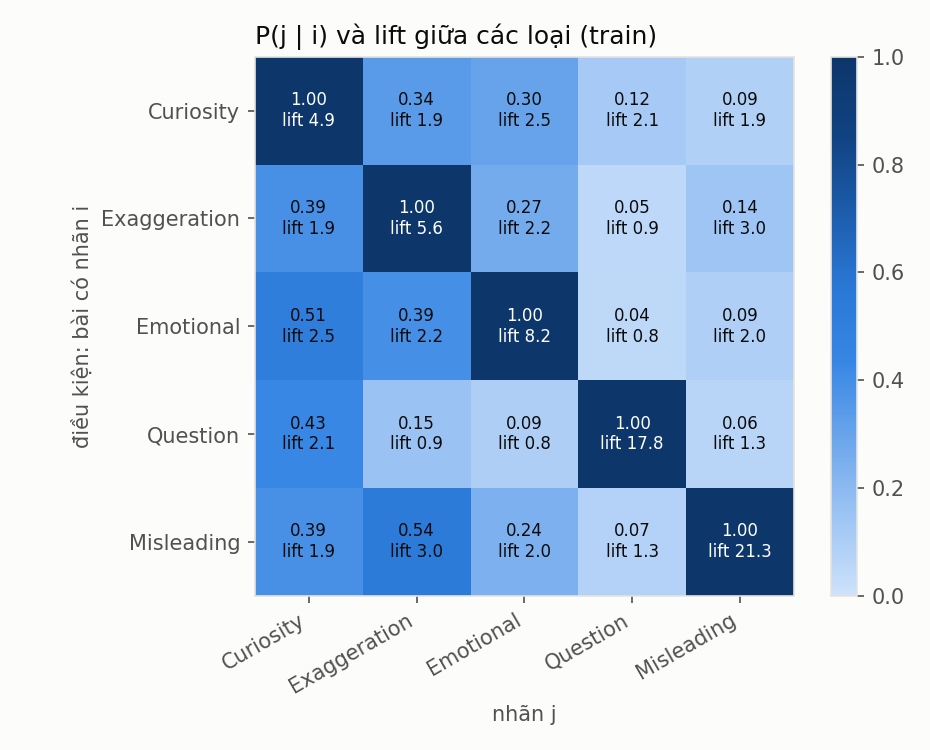 P(j | i) và lift giữa các loại (train)
điều kiện: bài có nhãn i
Curiosity
1.00 0.34 0.30 0.12 0.09
lift 4.9 lift 1.9 lift 2.5 lift 2.1 lift 1.9
Exaggeration
0.39 1.00 0.27 0.05 0.14
lift 1.9 lift 5.6 lift 2.2 lift 0.9 lift 3.0
Emotional
0.51 0.39 1.00 0.04 0.09
lift 2.5 lift 2.2 lift 8.2 lift 0.8 lift 2.0
Question
0.43 0.15 0.09 1.00 0.06
lift 2.1 lift 0.9 lift 0.8 lift 17.8 lift 1.3
Misleading
0.39 0.54 0.24 0.07 1.00
lift 1.9 lift 3.0 lift 2.0 lift 1.3 lift 21.3
Curiosity Exaggeration Emotional Question Misleading
nhãn j
1.0
0.8
0.6
0.4
0.2
0.0